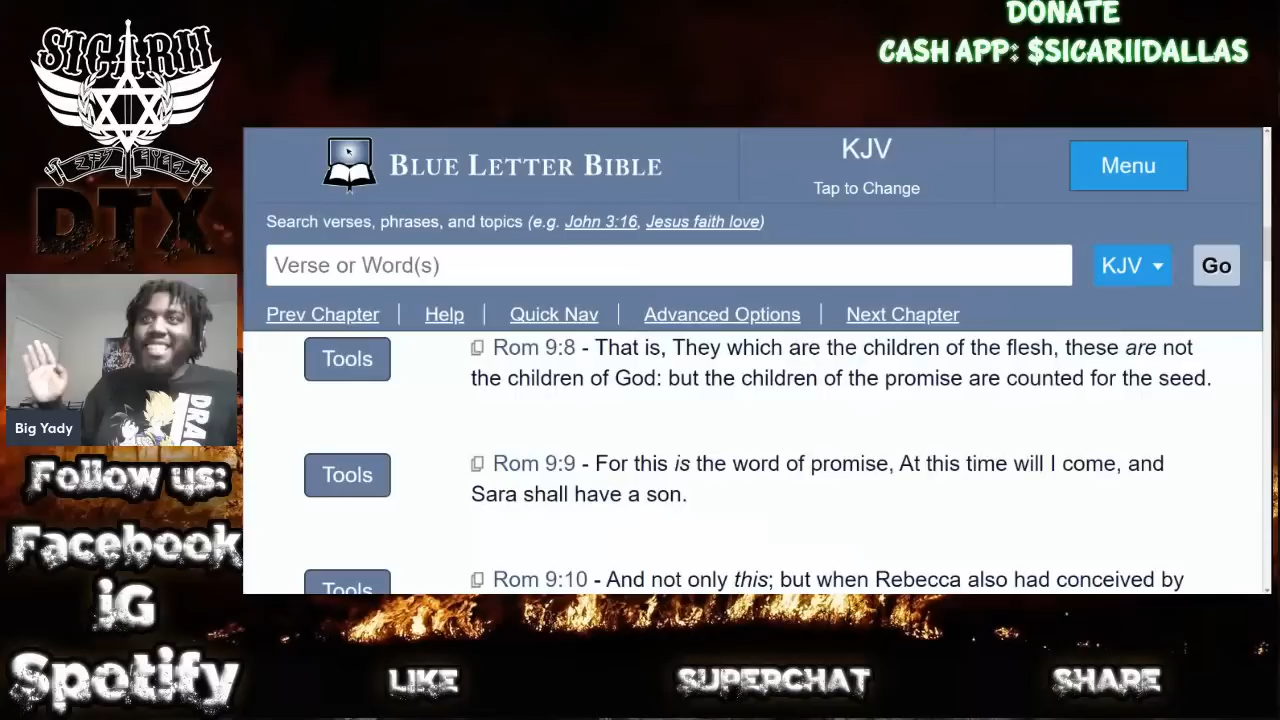 SICARII
DTX
DONATE
CASH APP: $SICARIIDALLAS
BLUE LETTER BIBLE
KJV
Tap to Change
Menu
Search verses, phrases, and topics (e.g. John 3:16, Jesus faith love)
Verse or Word(s)
KJV
Go
Prev Chapter
Help
Quick Nav
Advanced Options
Next Chapter
Tools
Rom 9:8 - That is, They which are the children of the flesh, these are not
the children of God: but the children of the promise are counted for the seed.
Tools
Rom 9:9 - For this is the word of promise, At this time will I come, and
Sara shall have a son.
Tools
Rom 9:10 - And not only this; but when Rebecca also had conceived by
DRAG
Big Yady
Follow us:
Facebook
iG
Spotify
LIKE
SUPERCHAT
SHARE